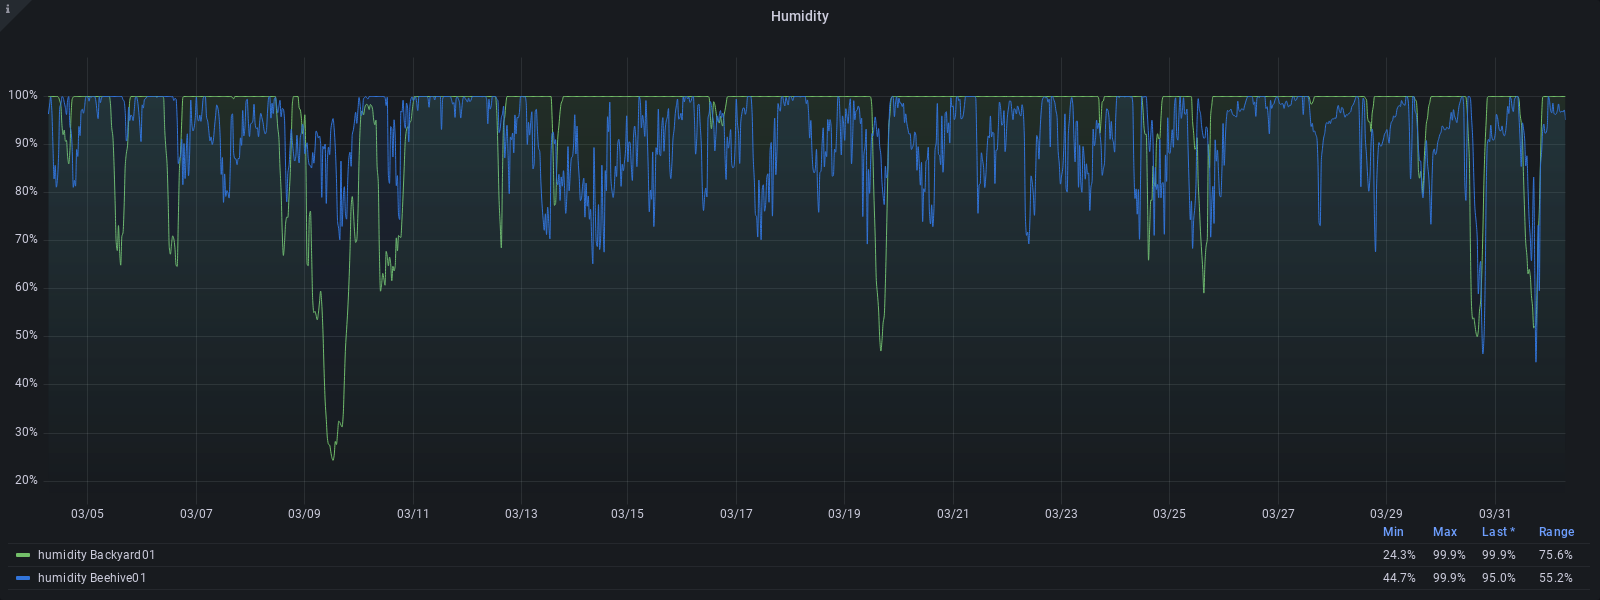 i
Humidity
100%
90%
80%
70%
60%
50%
40%
30%
20%
03/05 03/07 03/09 03/11 03/13 03/15 03/17 03/19 03/21 03/23 03/25 03/27 03/29 03/31
Min Max Last * Range
humidity Backyard01 24.3% 99.9% 99.9% 75.6%
humidity Beehive01 44.7% 99.9% 95.0% 55.2%